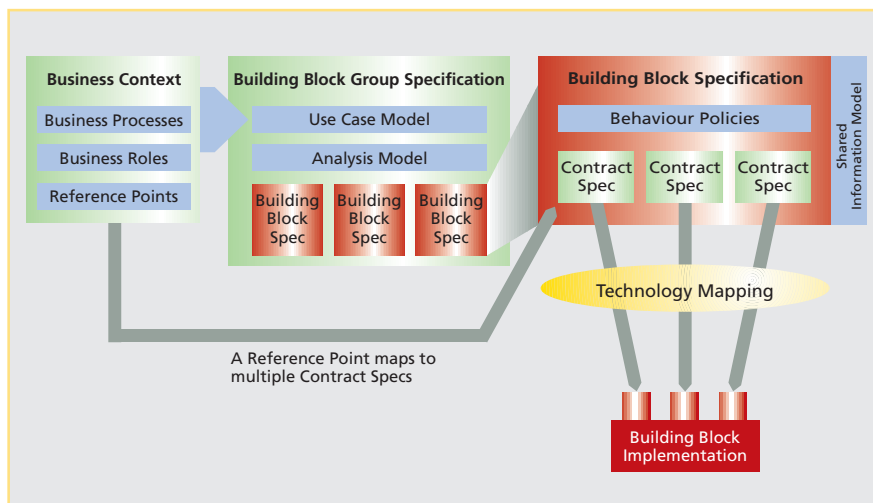 Business Context
Business Processes
Business Roles
Reference Points
Building Block Group Specification
Use Case Model
Analysis Model
Building
Block
Spec
Building
Block
Spec
Building
Block
Spec
Building Block Specification
Behaviour Policies
Contract
Spec
Contract
Spec
Contract
Spec
Shared
Information Model
Technology Mapping
A Reference Point maps to
multiple Contract Specs
Building Block
Implementation